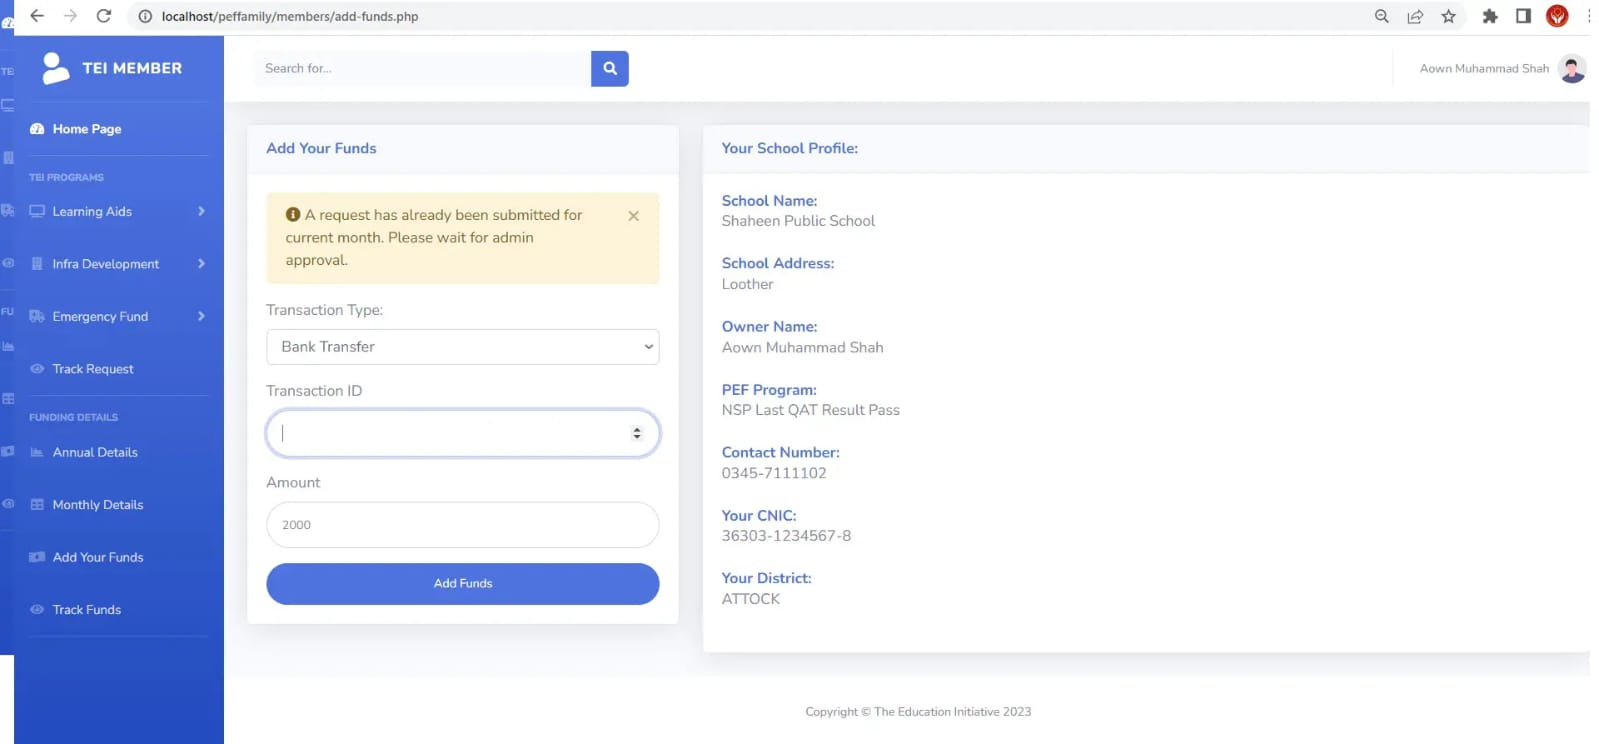 localhost/peffamily/members/add-funds.php
TEI MEMBER
Search for...
Aown Muhammad Shah
Home Page
TEI PROGRAMS
Learning Aids
Infra Development
Emergency Fund
Track Request
FUNDING DETAILS
Annual Details
Monthly Details
Add Your Funds
Track Funds
TE
FU
Add Your Funds
A request has already been submitted for
current month. Please wait for admin
approval.
Transaction Type:
Bank Transfer
Transaction ID
Amount
2000
Add Funds
Your School Profile:
School Name:
Shaheen Public School
School Address:
Loother
Owner Name:
Aown Muhammad Shah
PEF Program:
NSP Last QAT Result Pass
Contact Number:
0345-7111102
Your CNIC:
36303-1234567-8
Your District:
ATTOCK
Copyright © The Education Initiative 2023